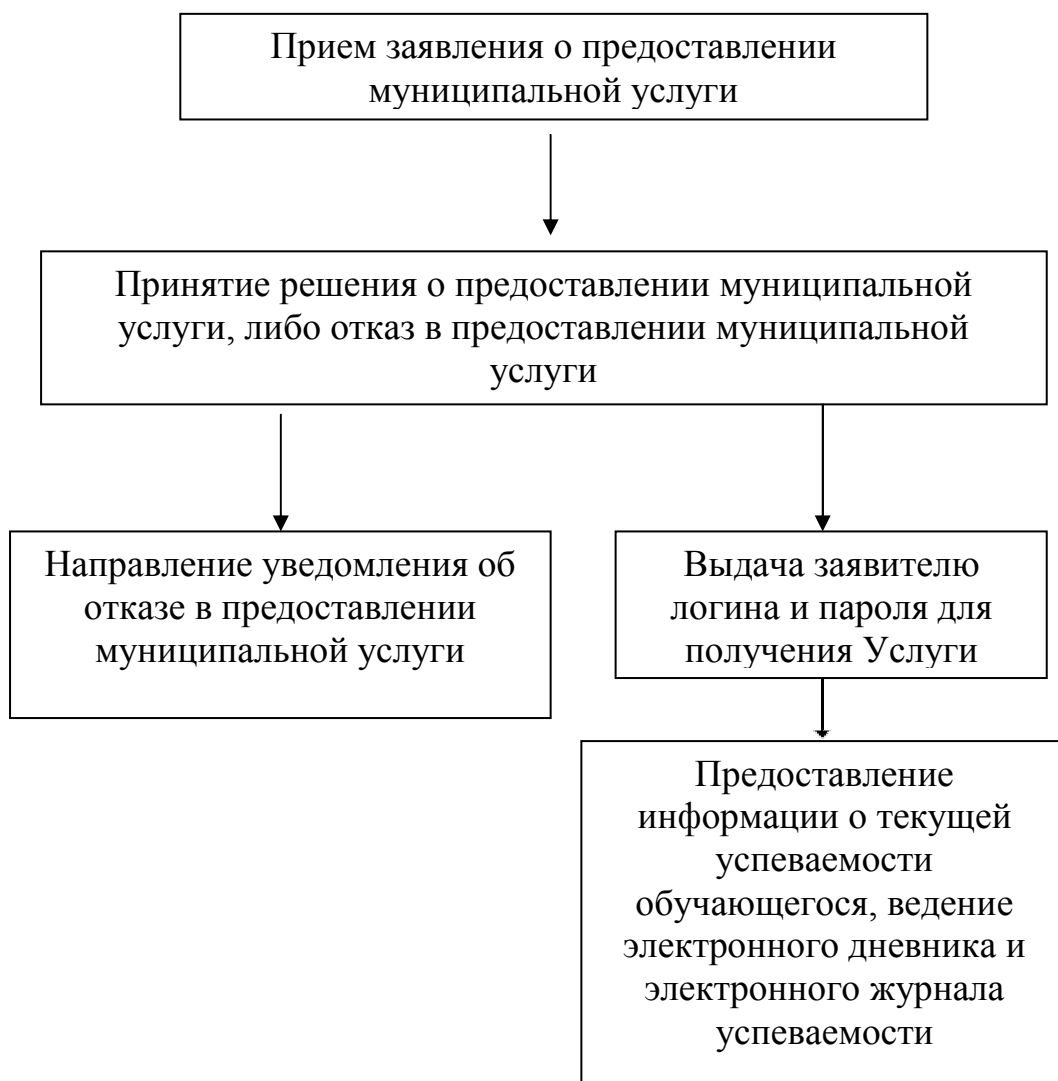 Прием заявления о предоставлении
муниципальной услуги
Принятие решения о предоставлении муниципальной
услуги, либо отказ в предоставлении муниципальной
услуги
Направление уведомления об
отказе в предоставлении
муниципальной услуги
Выдача заявителю
логина и пароля для
получения Услуги
Предоставление
информации о текущей
успеваемости
обучающегося, ведение
электронного дневника и
электронного журнала
успеваемости